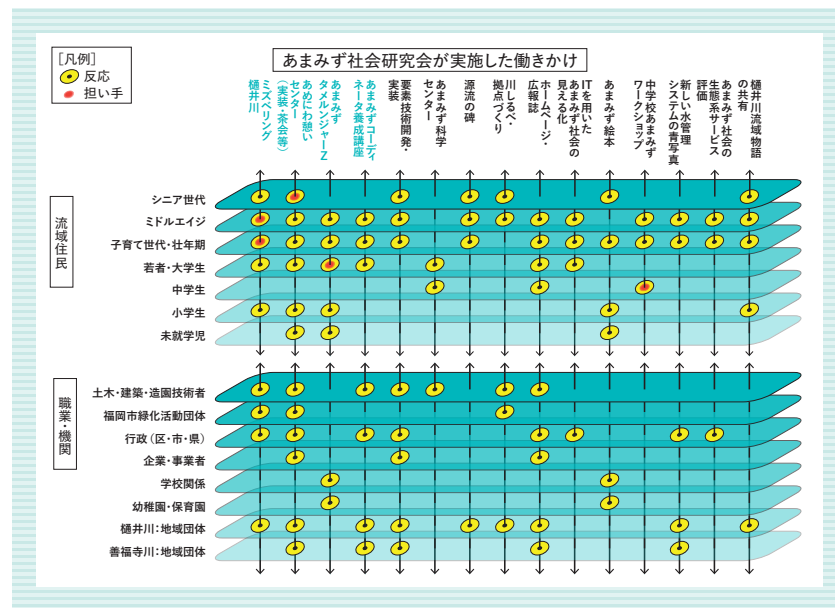 ［凡例］
反応
担い手
あまみず社会研究会が実施した働きかけ
ミズベリング
樋井川
あめにわ憩い
センター
（実装・茶会等）
あまみず
タメルンジャーZ
あまみずコーディ
ネータ養成講座
要素技術開発・
実装
あまみず科学
センター
源流の碑
川しるべ・
拠点づくり
ホームページ・
広報誌
ITを用いた
あまみず社会の
見える化
あまみず絵本
中学校あまみず
ワークショップ
新しい水管理
システムの青写真
あまみず社会の
生態系サービス
評価
樋井川流域物語
の共有
流域住民
シニア世代
ミドルエイジ
子育て世代・壮年期
若者・大学生
中学生
小学生
未就学児
職業・機関
土木・建築・造園技術者
福岡市緑化活動団体
行政（区・市・県）
企業・事業者
学校関係
幼稚園・保育園
樋井川：地域団体
善福寺川：地域団体